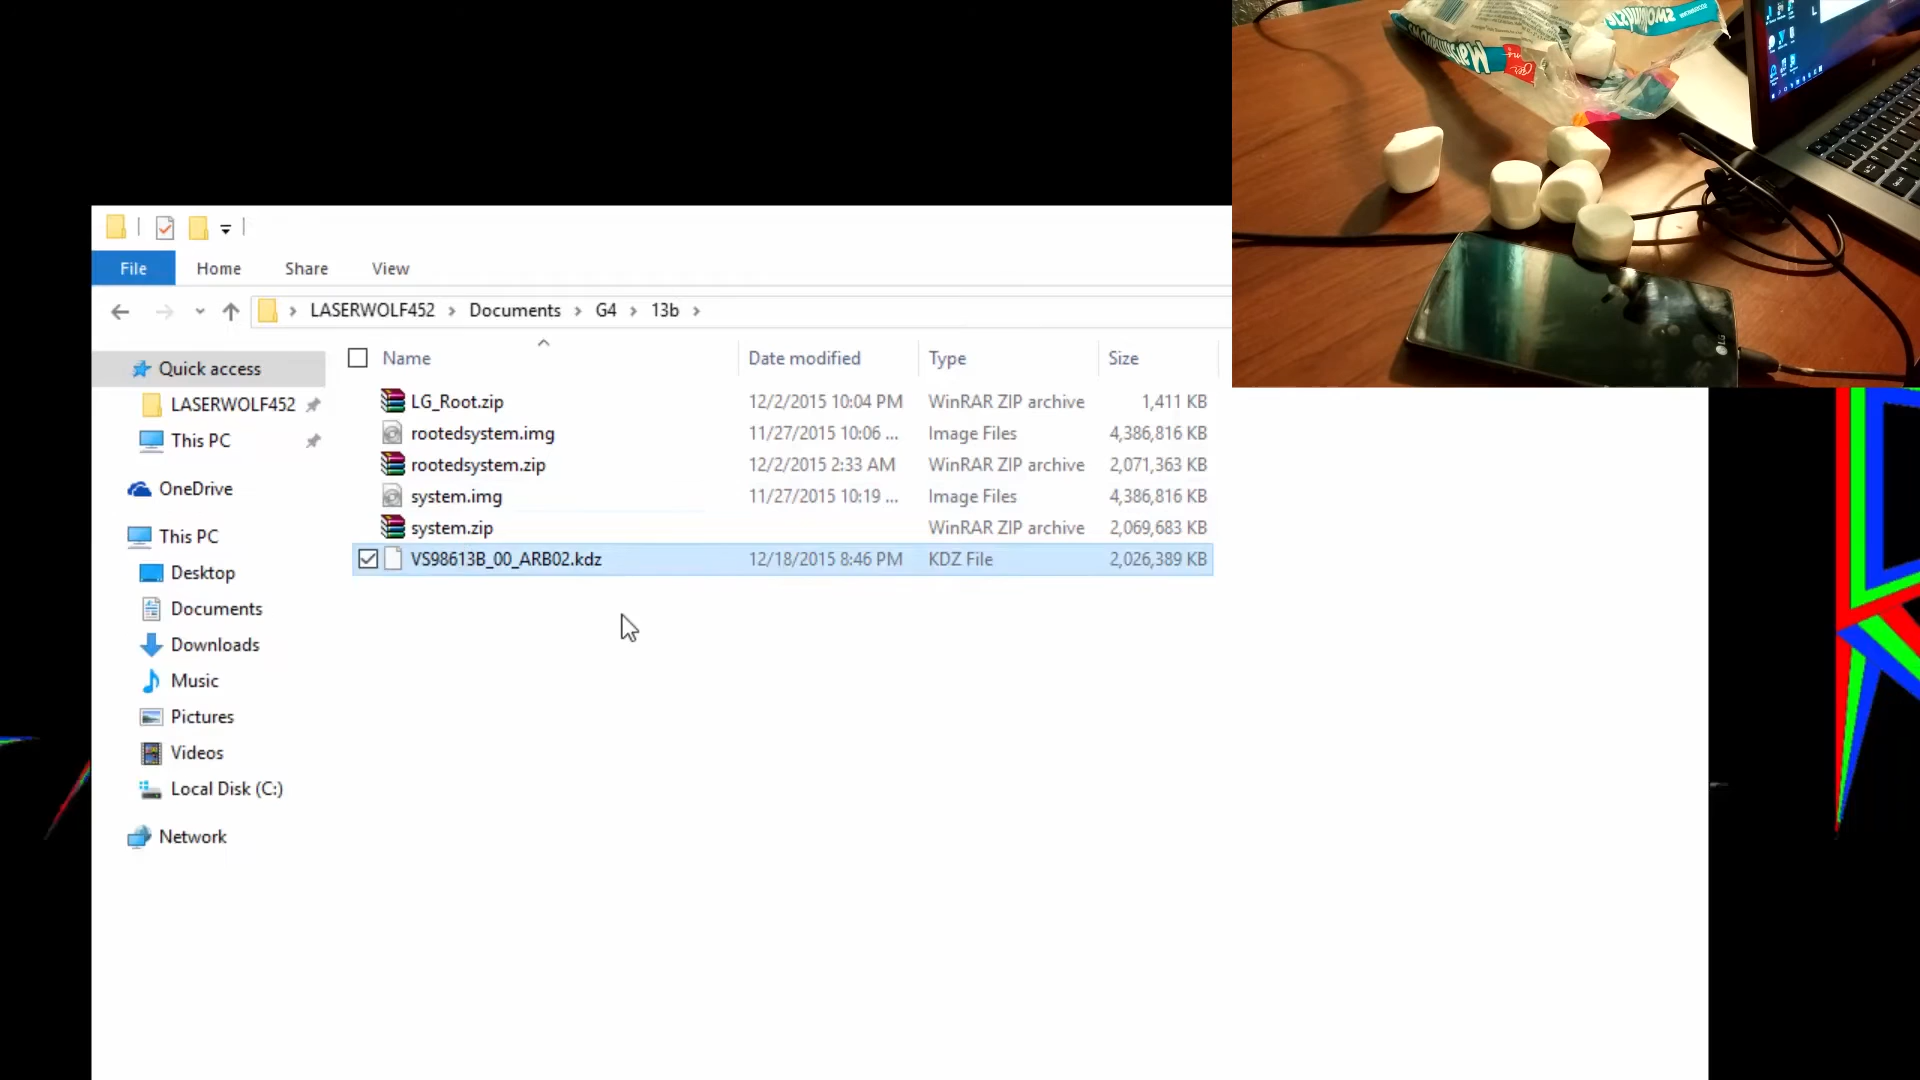 File Home Share View
LASERWOLF452 Documents G4 13b
Name Date modified Type Size
LG_Root.zip 12/2/2015 10:04 PM WinRAR ZIP archive 1,411 KB
rootedsystem.img 11/27/2015 10:06 ... Image Files 4,386,816 KB
rootedsystem.zip 12/2/2015 2:33 AM WinRAR ZIP archive 2,071,363 KB
system.img 11/27/2015 10:19 ... Image Files 4,386,816 KB
system.zip WinRAR ZIP archive 2,069,683 KB
VS98613B_00_ARB02.kdz 12/18/2015 8:46 PM KDZ File 2,026,389 KB
Quick access
LASERWOLF452
This PC
OneDrive
This PC
Desktop
Documents
Downloads
Music
Pictures
Videos
Local Disk (C:)
Network
LG